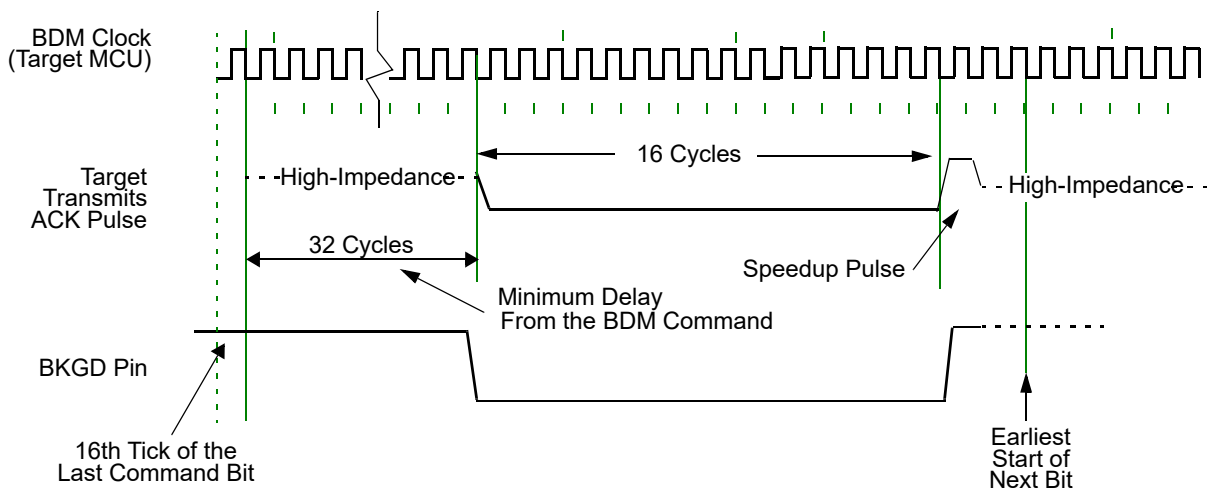 BDM Clock
(Target MCU)
16 Cycles
Target
Transmits
ACK Pulse
High-Impedance
High-Impedance
32 Cycles
Speedup Pulse
Minimum Delay
From the BDM Command
BKGD Pin
16th Tick of the
Last Command Bit
Earliest
Start of
Next Bit